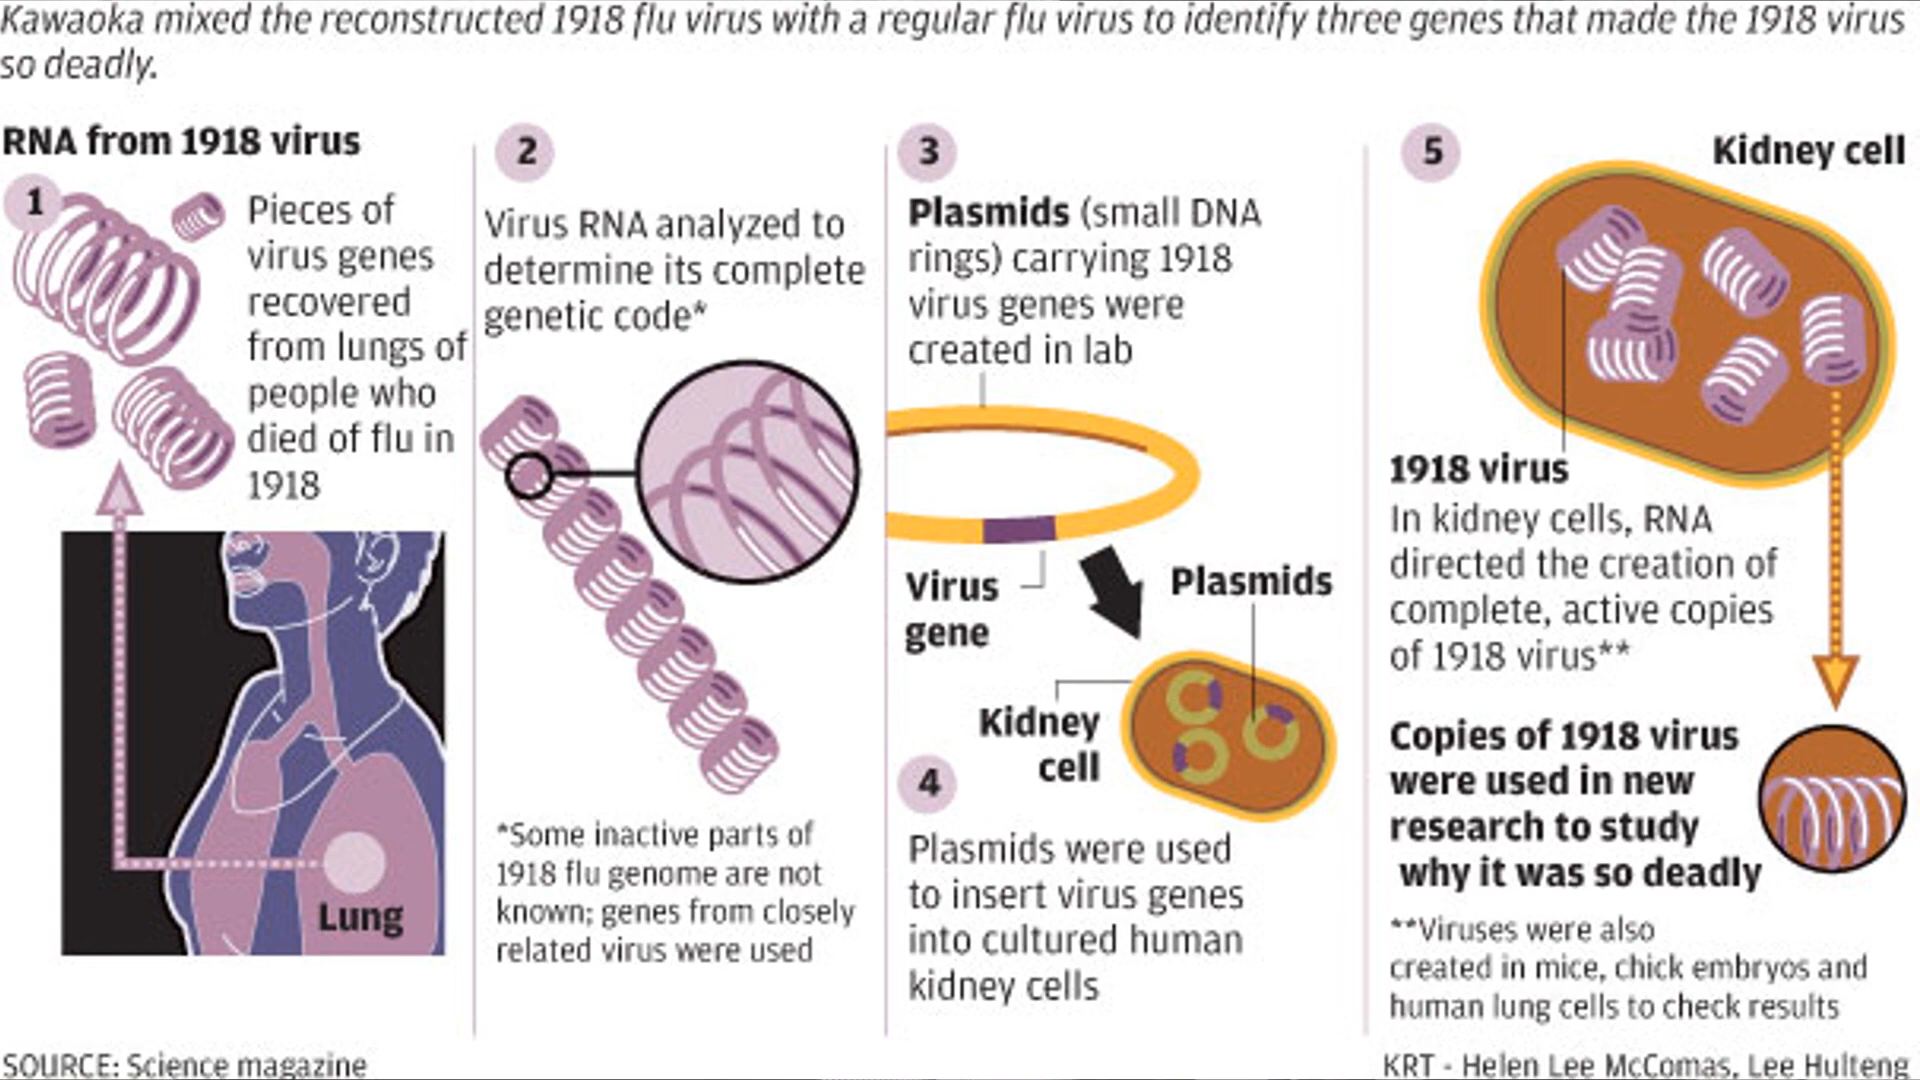 Kawaoka mixed the reconstructed 1918 flu virus with a regular flu virus to identify three genes that made the 1918 virus
so deadly.
RNA from 1918 virus
1
Pieces of
virus genes
recovered
from lungs of
people who
died of flu in
1918
Lung
2
Virus RNA analyzed to
determine its complete
genetic code*
*Some inactive parts of
1918 flu genome are not
known; genes from closely
related virus were used
3
Plasmids (small DNA
rings) carrying 1918
virus genes were
created in lab
Virus
gene
Plasmids
Kidney
cell
4
Plasmids were used
to insert virus genes
into cultured human
kidney cells
5
Kidney cell
1918 virus
In kidney cells, RNA
directed the creation of
complete, active copies
of 1918 virus**
Copies of 1918 virus
were used in new
research to study
why it was so deadly
**Viruses were also
created in mice, chick embryos and
human lung cells to check results
SOURCE: Science magazine
KRT - Helen Lee McComas, Lee Hulteng